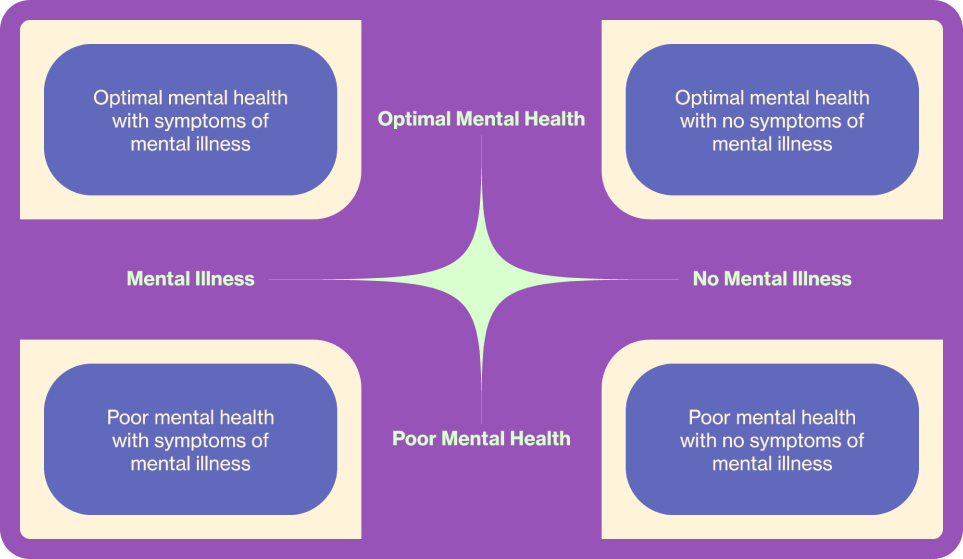 Optimal mental health
with symptoms of
mental illness
Optimal Mental Health
Optimal mental health
with no symptoms of
mental illness
Mental Illness
No Mental Illness
Poor mental health
with symptoms of
mental illness
Poor Mental Health
Poor mental health
with no symptoms of
mental illness